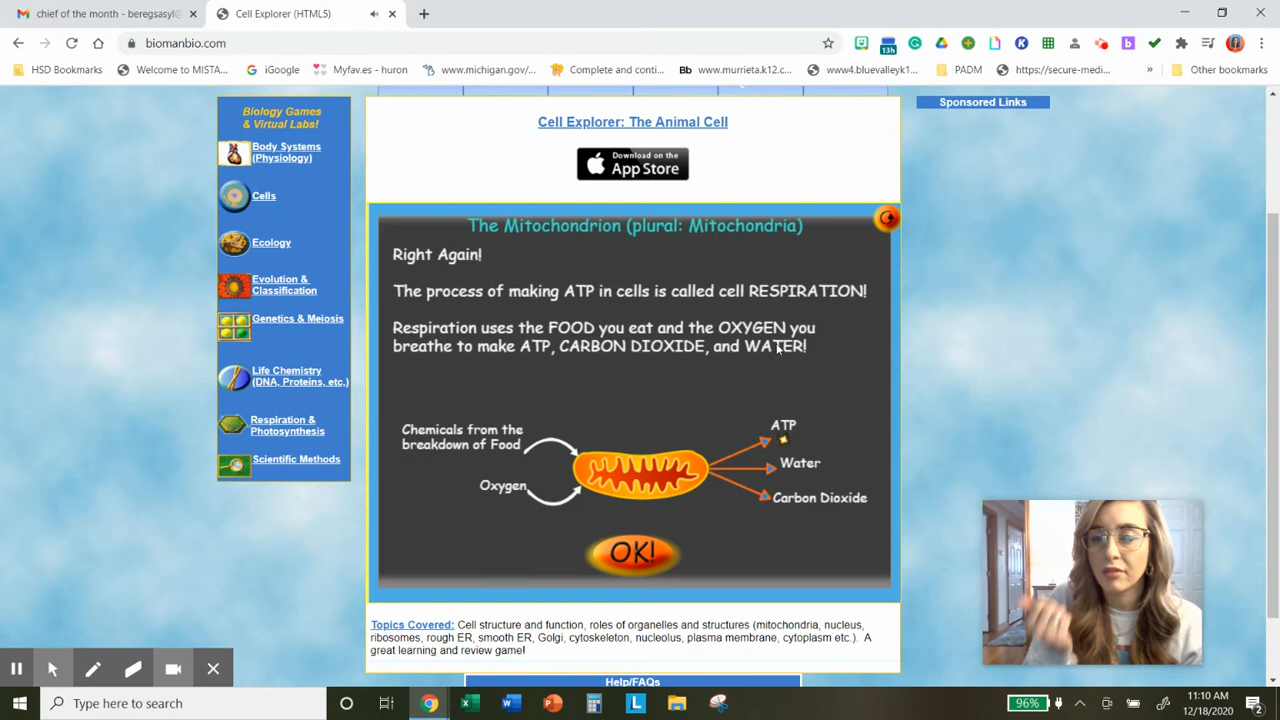 chief of the month - beregsasyl@
Cell Explorer (HTML5)
biomanbio.com
13h
HSD Bookmarks
Welcome to MISTA...
iGoogle
Myfav.es - huron
www.michigan.gov/...
Complete and conti...
Bb www.murrieta.k12.c...
www4.bluevalleyk1...
PADM
https://secure-medi...
»
Other bookmarks
Biology Games
& Virtual Labs!
Body Systems
(Physiology)
Cells
Ecology
Evolution &
Classification
Genetics & Meiosis
Life Chemistry
(DNA, Proteins, etc.)
Respiration &
Photosynthesis
Scientific Methods
Cell Explorer: The Animal Cell
Download on the
App Store
Sponsored Links
The Mitochondrion (plural: Mitochondria)
Right Again!
The process of making ATP in cells is called cell RESPIRATION!
Respiration uses the FOOD you eat and the OXYGEN you
breathe to make ATP, CARBON DIOXIDE, and WATER!
Chemicals from the
breakdown of Food
Oxygen
ATP
Water
Carbon Dioxide
OK!
Topics Covered: Cell structure and function, roles of organelles and structures (mitochondria, nucleus,
ribosomes, rough ER, smooth ER, Golgi, cytoskeleton, nucleolus, plasma membrane, cytoplasm etc.). A
great learning and review game!
Help/FAQs
Type here to search
96%
11:10 AM
12/18/2020
2